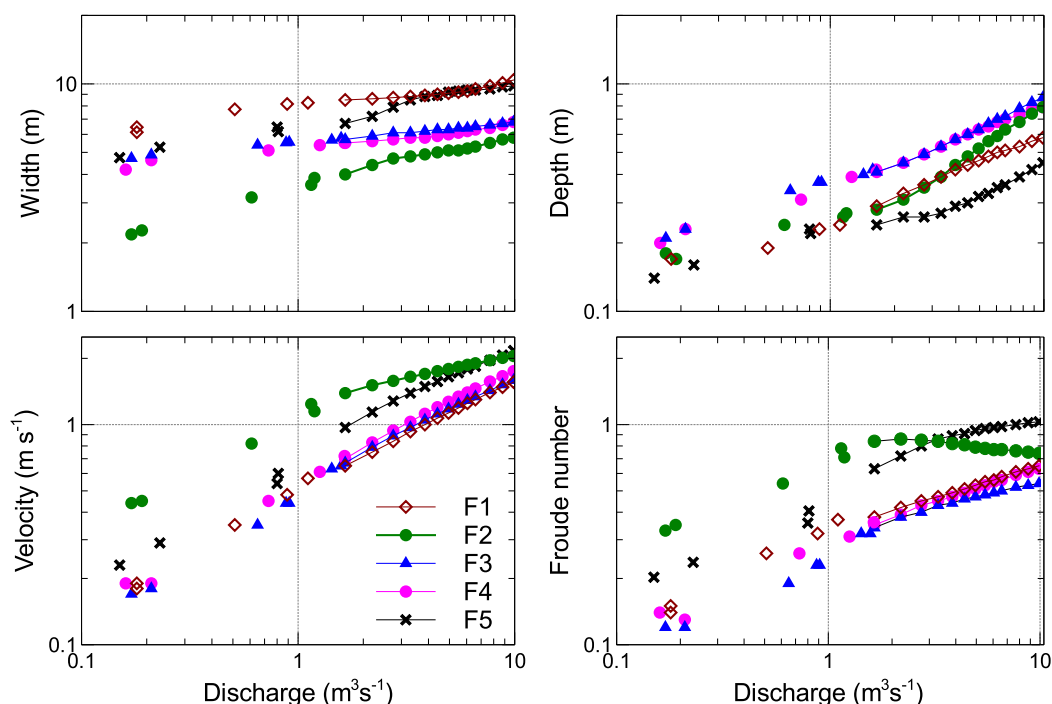 10
1
Width (m)
1
0.1
Depth (m)
1
0.1
Velocity (m s⁻¹)
F1
F2
F3
F4
F5
0.1
1
10
Discharge (m³s⁻¹)
1
0.1
Froude number
0.1
1
10
Discharge (m³s⁻¹)